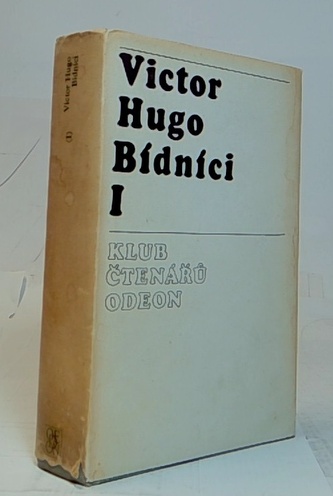 Victor
Hugo
Bídníci
I
KLUB
ČTENÁŘŮ
ODEON
Victor Hugo
Bídníci
(I)